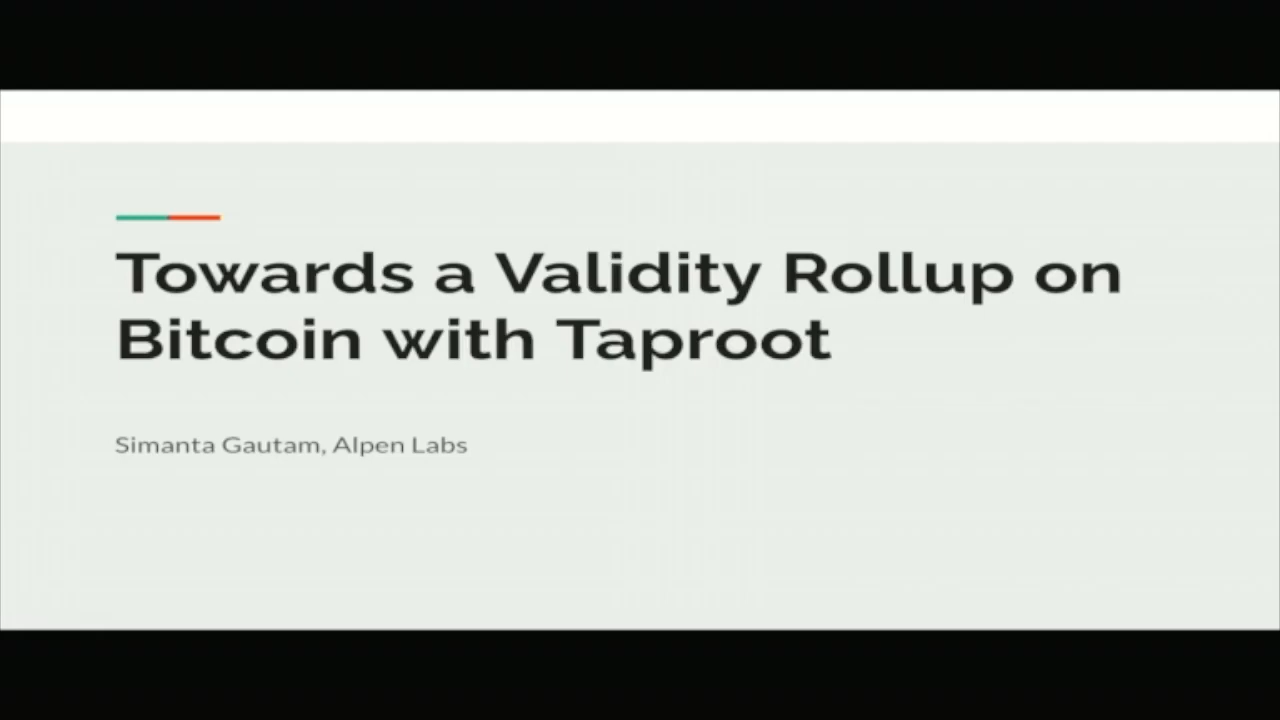 Towards a Validity Rollup on
Bitcoin with Taproot
Simanta Gautam, Alpen Labs